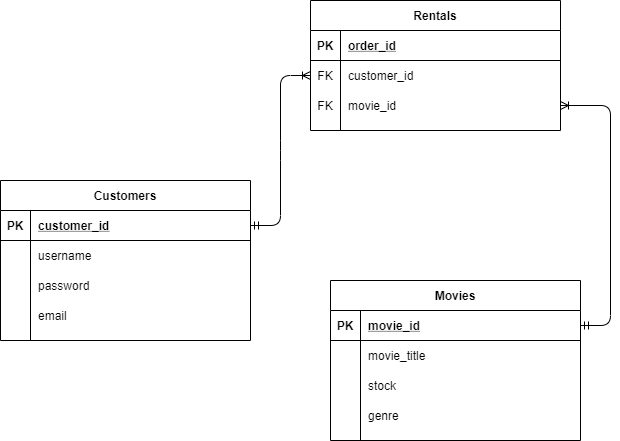 Rentals
PK order_id
FK customer_id
FK movie_id
Customers
PK customer_id
username
password
email
Movies
PK movie_id
movie_title
stock
genre